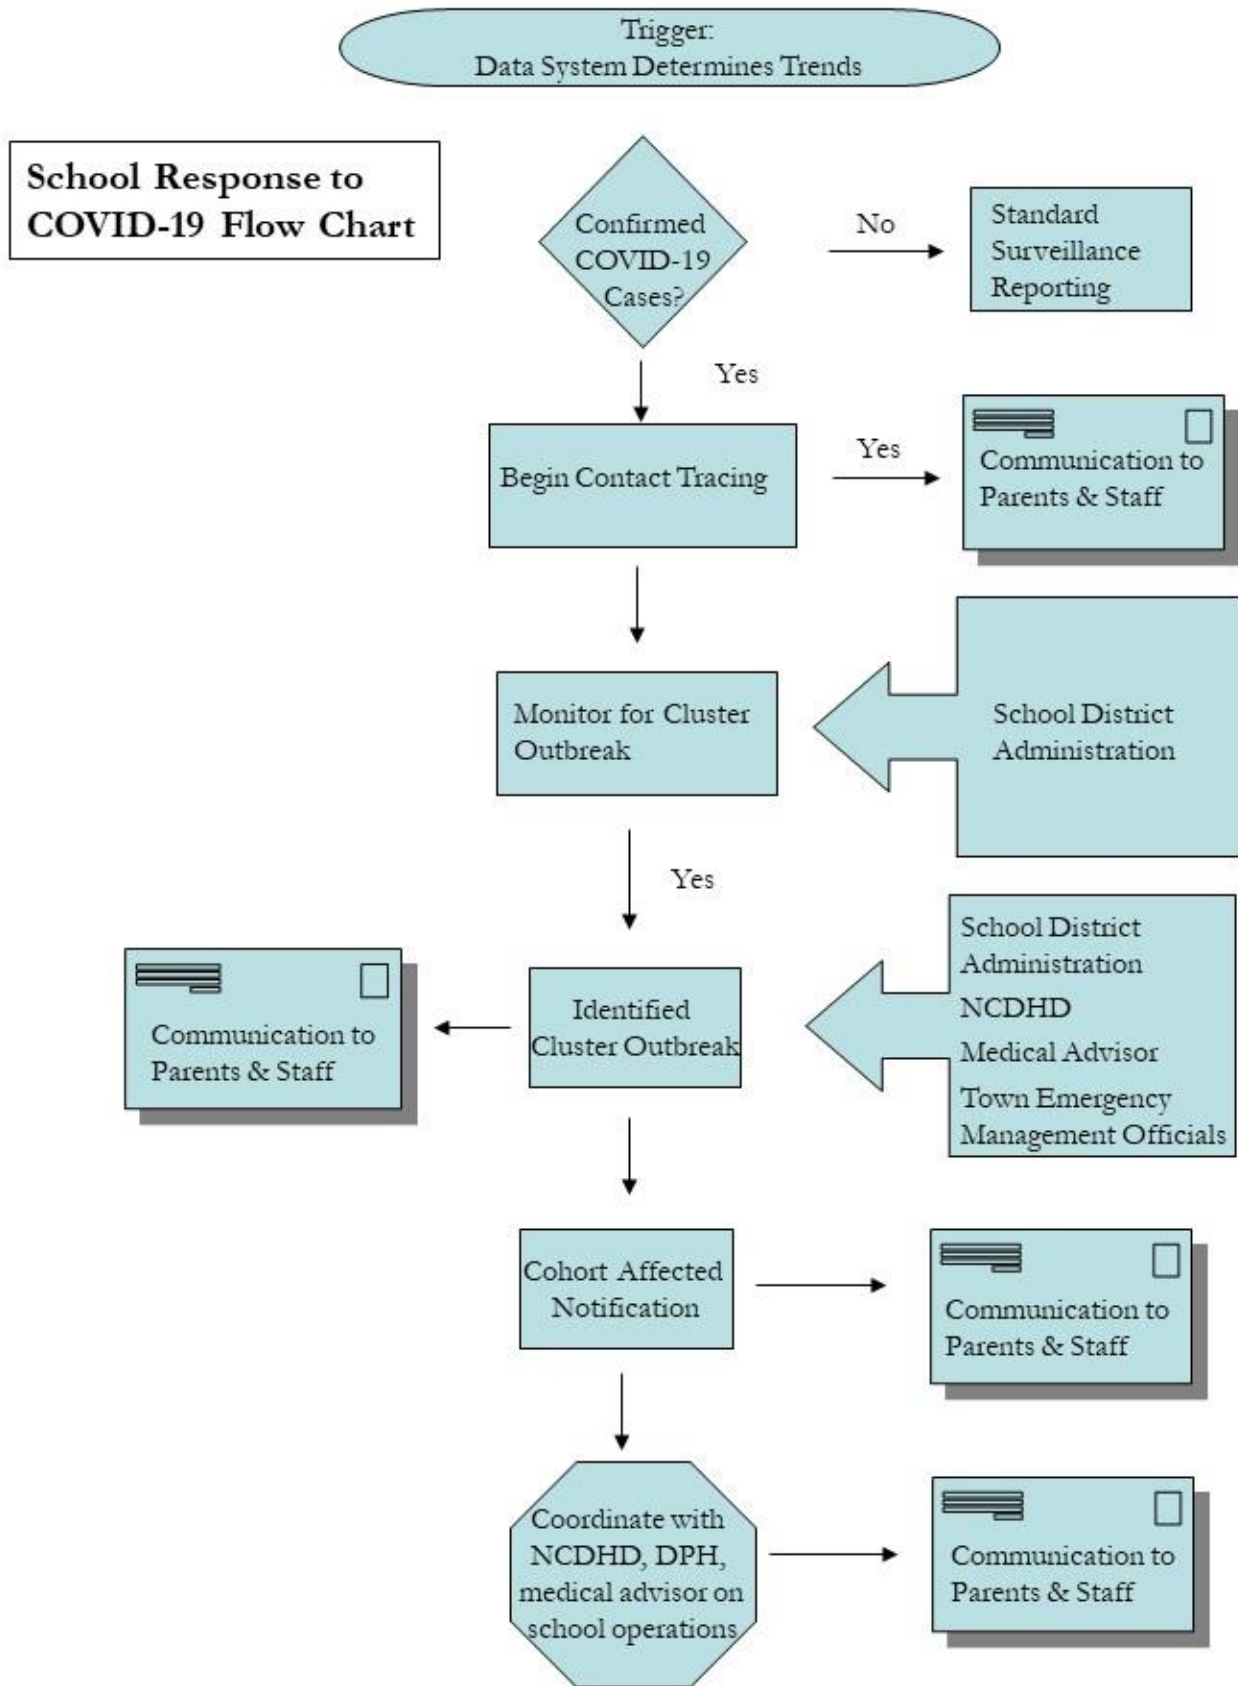 Trigger:
Data System Determines Trends
School Response to
COVID-19 Flow Chart
Confirmed
COVID-19
Cases?
No
Standard
Surveillance
Reporting
Yes
Begin Contact Tracing
Yes
Communication to
Parents & Staff
Monitor for Cluster
Outbreak
School District
Administration
Yes
School District
Administration
NCDHD
Medical Advisor
Town Emergency
Management Officials
Identified
Cluster Outbreak
Communication to
Parents & Staff
Cohort Affected
Notification
Communication to
Parents & Staff
Coordinate with
NCDHD, DPH,
medical advisor on
school operations
Communication to
Parents & Staff